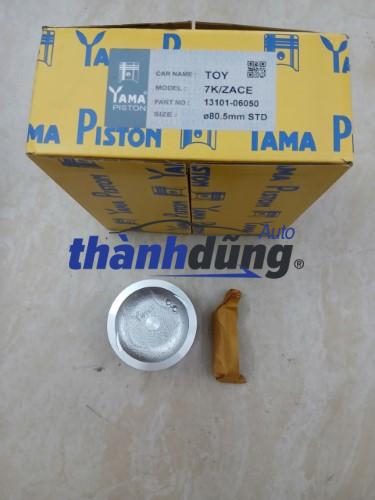 YAMA PISTON
CAR NAME : TOY
MODEL : 7K/ZACE
PART NO : 13101-06050
SIZE : ø80.5mm STD
YAMA PISTON
Auto
thànhdũng®